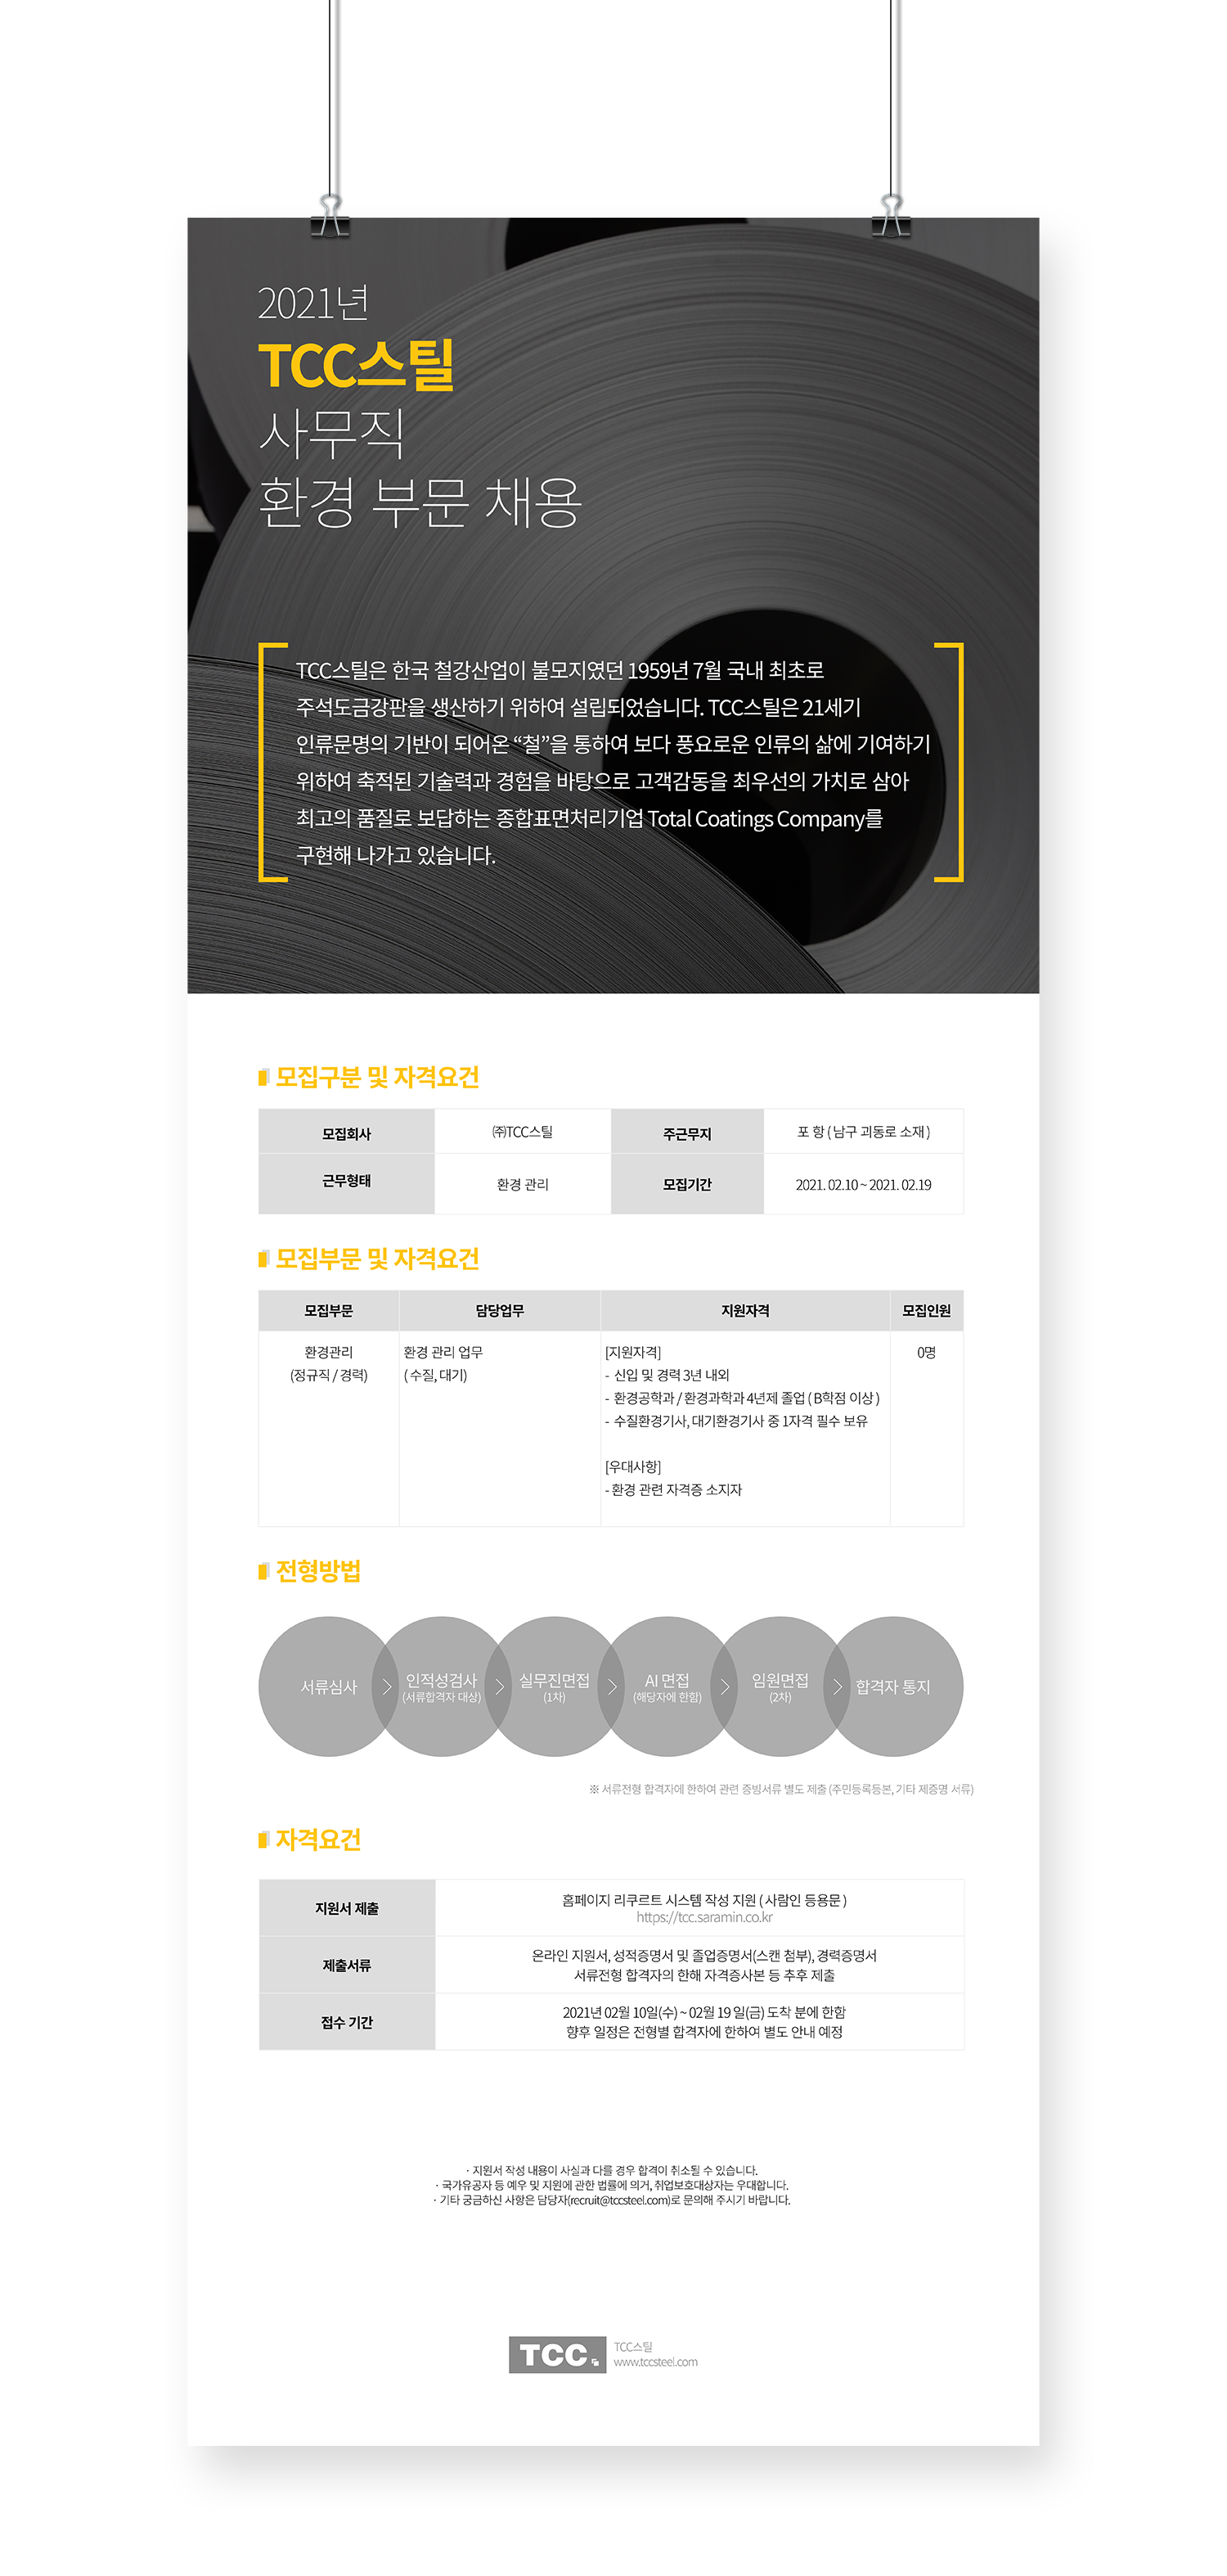 2021년
TCC스틸
사무직
환경 부문 채용
TCC스틸은 한국 철강산업이 불모지였던 1959년 7월 국내 최초로
주석도금강판을 생산하기 위하여 설립되었습니다. TCC스틸은 21세기
인류문명의 기반이 되어온 “철”을 통하여 보다 풍요로운 인류의 삶에 기여하기
위하여 축적된 기술력과 경험을 바탕으로 고객감동을 최우선의 가치로 삼아
최고의 품질로 보답하는 종합표면처리기업 Total Coatings Company를
구현해 나가고 있습니다.
모집구분 및 자격요건
모집회사 ㈜TCC스틸 주근무지 포 항 ( 남구 괴동로 소재 )
근무형태 환경 관리 모집기간 2021. 02.10 ~ 2021. 02.19
모집부문 및 자격요건
모집부문 담당업무 지원자격 모집인원
환경관리 환경 관리 업무 [지원자격] 0명
(정규직 / 경력) ( 수질, 대기) - 신입 및 경력 3년 내외
- 환경공학과 / 환경과학과 4년제 졸업 ( B학점 이상 )
- 수질환경기사, 대기환경기사 중 1자격 필수 보유
[우대사항]
- 환경 관련 자격증 소지자
전형방법
서류심사 > 인적성검사 > 실무진면접 > AI 면접 > 임원면접 > 합격자 통지
(서류합격자 대상) (1차) (해당자에 한함) (2차)
※ 서류전형 합격자에 한하여 관련 증빙서류 별도 제출 (주민등록등본, 기타 제증명 서류)
자격요건
지원서 제출 홈페이지 리쿠르트 시스템 작성 지원 ( 사람인 등용문 )
https://tcc.saramin.co.kr
제출서류 온라인 지원서, 성적증명서 및 졸업증명서(스캔 첨부), 경력증명서
서류전형 합격자의 한해 자격증사본 등 추후 제출
접수 기간 2021년 02월 10일(수) ~ 02월 19 일(금) 도착 분에 한함
향후 일정은 전형별 합격자에 한하여 별도 안내 예정
· 지원서 작성 내용이 사실과 다를 경우 합격이 취소될 수 있습니다.
· 국가유공자 등 예우 및 지원에 관한 법률에 의거, 취업보호대상자는 우대합니다.
· 기타 궁금하신 사항은 담당자(recruit@tccsteel.com)로 문의해 주시기 바랍니다.
TCC TCC스틸
www.tccsteel.com